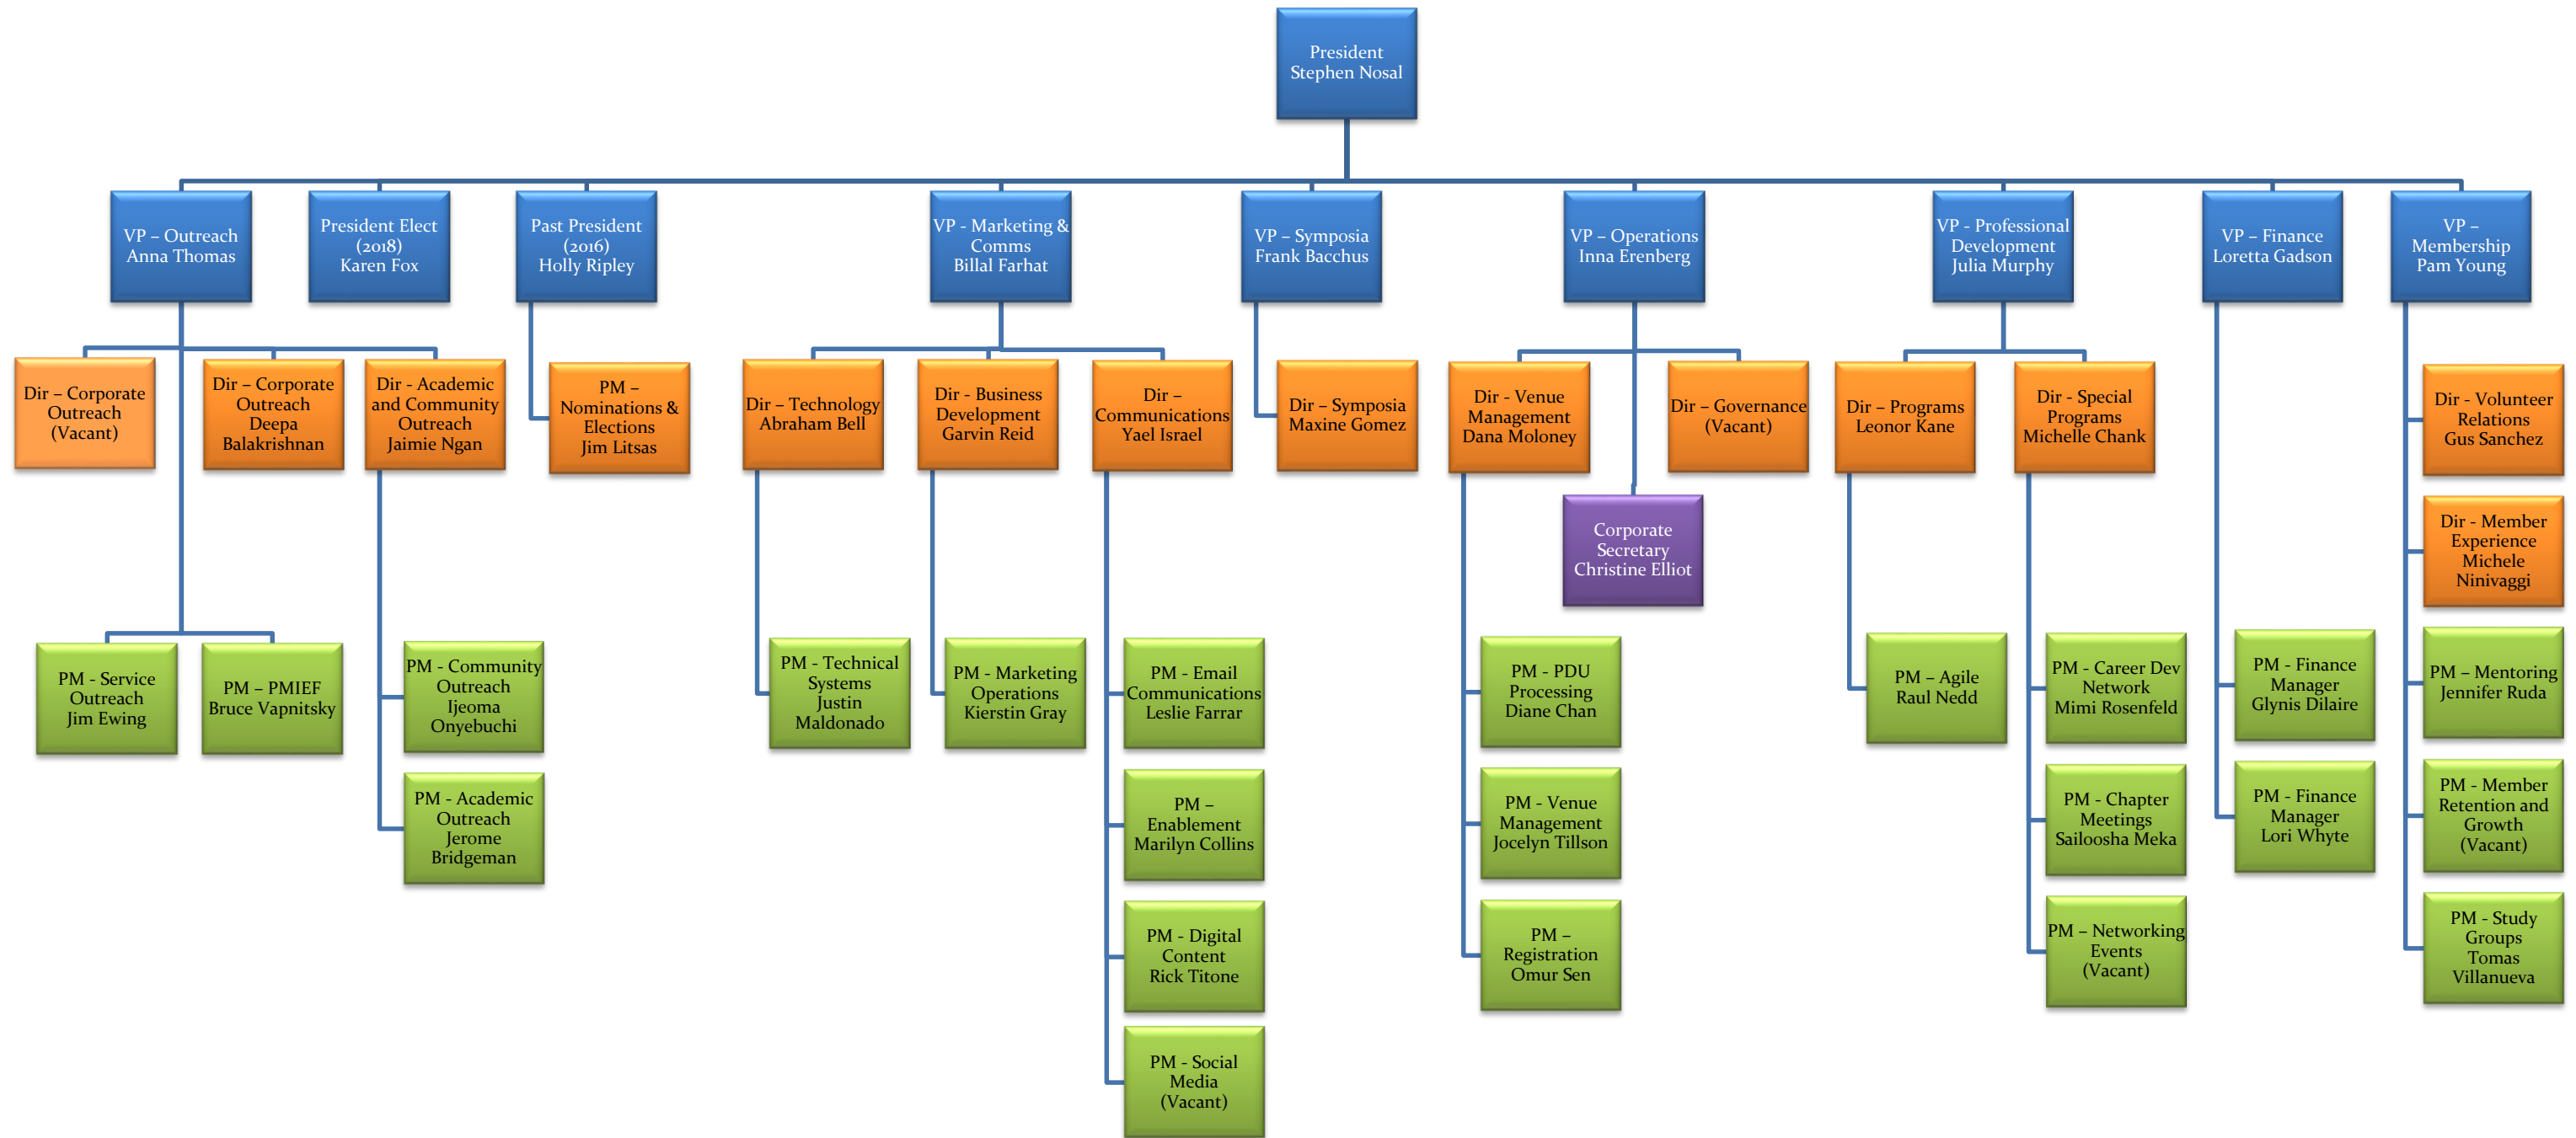 President
Stephen Nosal
VP – Outreach
Anna Thomas
President Elect
(2018)
Karen Fox
Past President
(2016)
Holly Ripley
VP - Marketing &
Comms
Billal Farhat
VP – Symposia
Frank Bacchus
VP – Operations
Inna Erenberg
VP - Professional
Development
Julia Murphy
VP – Finance
Loretta Gadson
VP –
Membership
Pam Young
Dir – Corporate
Outreach
(Vacant)
Dir – Corporate
Outreach
Deepa
Balakrishnan
Dir - Academic
and Community
Outreach
Jaimie Ngan
PM –
Nominations &
Elections
Jim Litsas
Dir – Technology
Abraham Bell
Dir - Business
Development
Garvin Reid
Dir –
Communications
Yael Israel
Dir – Symposia
Maxine Gomez
Dir - Venue
Management
Dana Moloney
Dir – Governance
(Vacant)
Dir – Programs
Leonor Kane
Dir - Special
Programs
Michelle Chank
Dir - Volunteer
Relations
Gus Sanchez
Corporate
Secretary
Christine Elliot
Dir - Member
Experience
Michele
Ninivaggi
PM - Service
Outreach
Jim Ewing
PM – PMIEF
Bruce Vapnitsky
PM - Community
Outreach
Ijeoma
Onyebuchi
PM - Technical
Systems
Justin
Maldonado
PM - Marketing
Operations
Kierstin Gray
PM - Email
Communications
Leslie Farrar
PM - PDU
Processing
Diane Chan
PM – Agile
Raul Nedd
PM - Career Dev
Network
Mimi Rosenfeld
PM - Finance
Manager
Glynis Dilaire
PM – Mentoring
Jennifer Ruda
PM - Academic
Outreach
Jerome
Bridgeman
PM –
Enablement
Marilyn Collins
PM - Venue
Management
Jocelyn Tillson
PM - Chapter
Meetings
Sailoosha Meka
PM - Finance
Manager
Lori Whyte
PM - Member
Retention and
Growth
(Vacant)
PM - Digital
Content
Rick Titone
PM –
Registration
Omur Sen
PM – Networking
Events
(Vacant)
PM - Study
Groups
Tomas
Villanueva
PM - Social
Media
(Vacant)